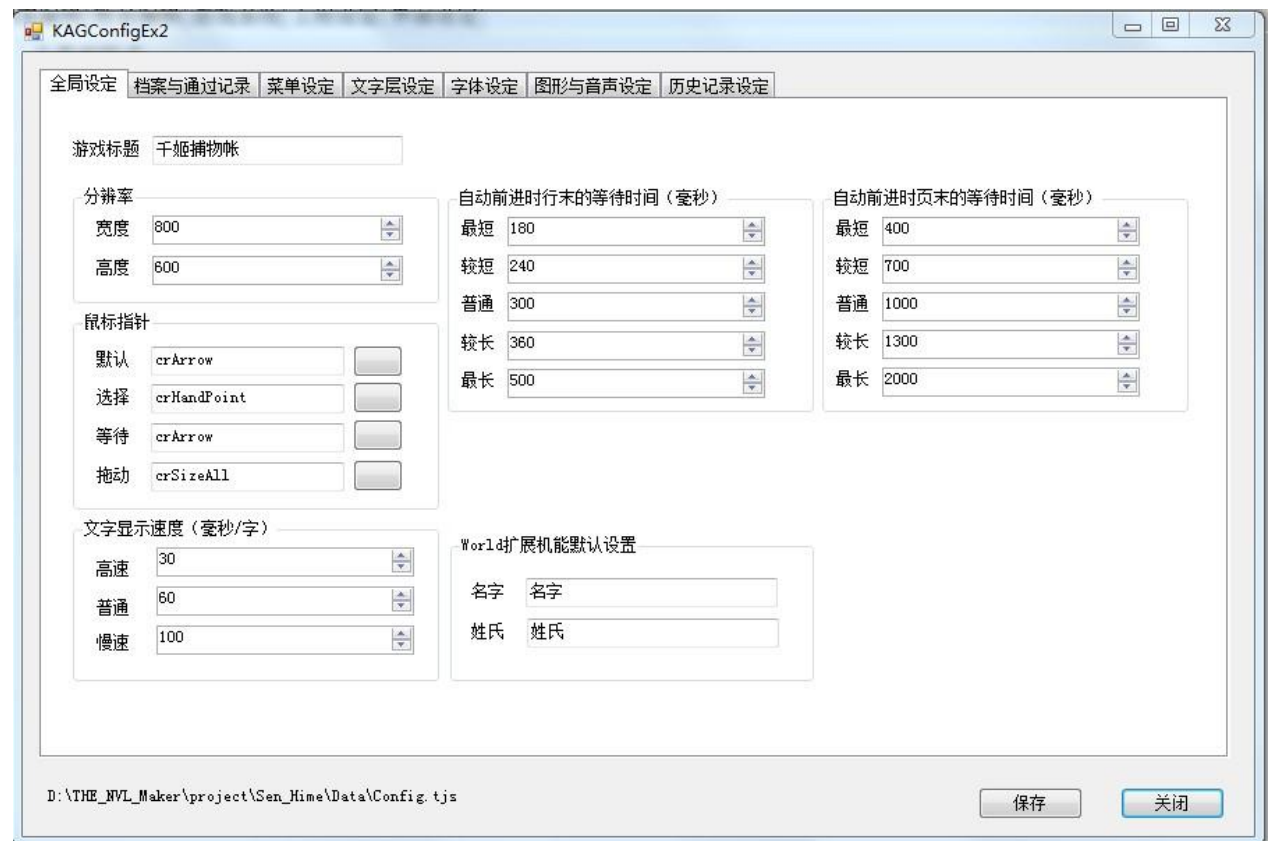 KAGConfigEx2
全局设定 档案与通过记录 菜单设定 文字层设定 字体设定 图形与音声设定 历史记录设定
游戏标题 千姬捕物帐
分辨率
宽度 800
高度 600
鼠标指针
默认 crArrow
选择 crHandPoint
等待 crArrow
拖动 crSizeAll
文字显示速度（毫秒/字）
高速 30
普通 60
慢速 100
自动前进时行末的等待时间（毫秒）
最短 180
较短 240
普通 300
较长 360
最长 500
自动前进时页末的等待时间（毫秒）
最短 400
较短 700
普通 1000
较长 1300
最长 2000
World扩展机能默认设置
名字 名字
姓氏 姓氏
D:\THE_NVL_Maker\project\Sen_Hime\Data\Config.tjs
保存 关闭